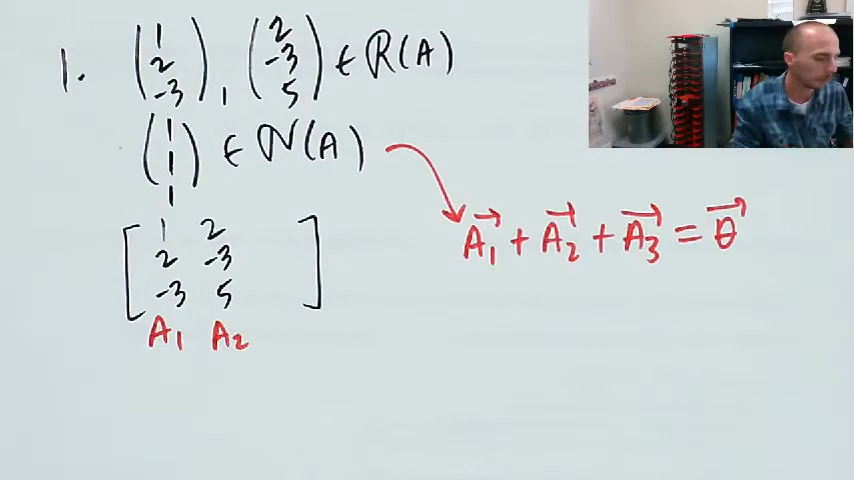 1. (1 2 -3), (2 -3 5) ∈ R(A)
(1 1 1) ∈ N(A)
A₁ + A₂ + A₃ = θ
[1 2
2 -3
-3 5]
A₁ A₂